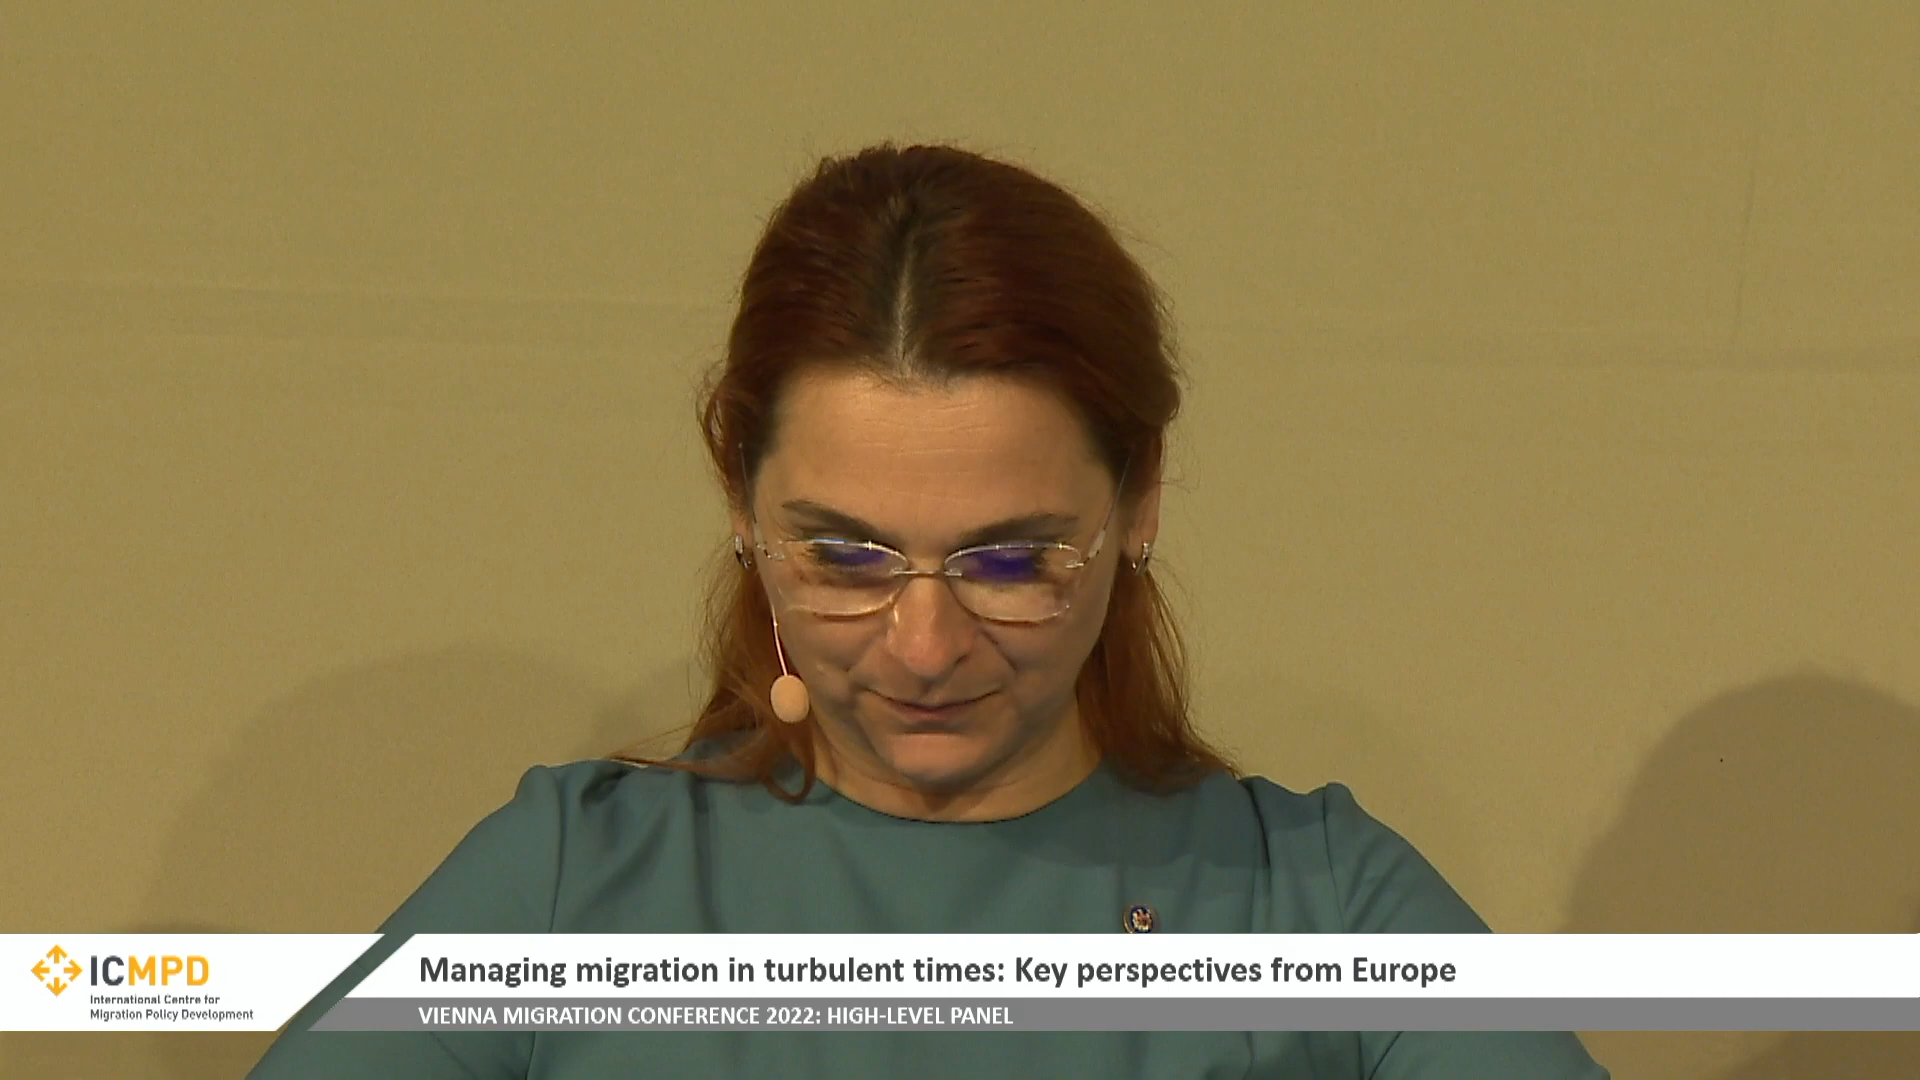 ICMPD
International Centre for
Migration Policy Development
Managing migration in turbulent times: Key perspectives from Europe
VIENNA MIGRATION CONFERENCE 2022: HIGH-LEVEL PANEL